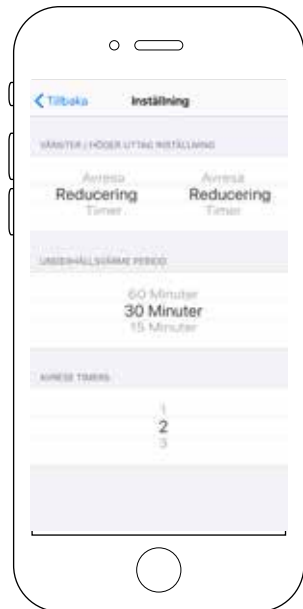 Tillbaka Inställning
VÄNSTER / HÖGER UTTAG INSTÄLLNING
Avresa Avresa
Reducering Reducering
Timer Timer
UNDERHÅLLSVÄRME PERIOD
60 Minuter
30 Minuter
15 Minuter
AVRESE TIMERS
1
2
3